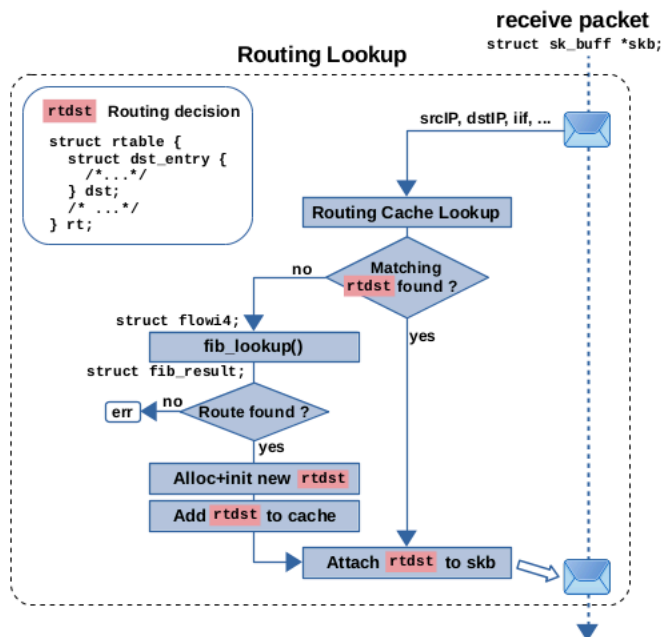 receive packet
struct sk_buff *skb;
Routing Lookup
rtdst Routing decision
struct rtable {
struct dst_entry {
/*...*/
} dst;
/* ...*/
} rt;
srcIP, dstIP, iif, ...
Routing Cache Lookup
Matching
rtdst found ?
no
yes
struct flowi4;
fib_lookup()
struct fib_result;
Route found ?
no
err
yes
Alloc+init new rtdst
Add rtdst to cache
Attach rtdst to skb